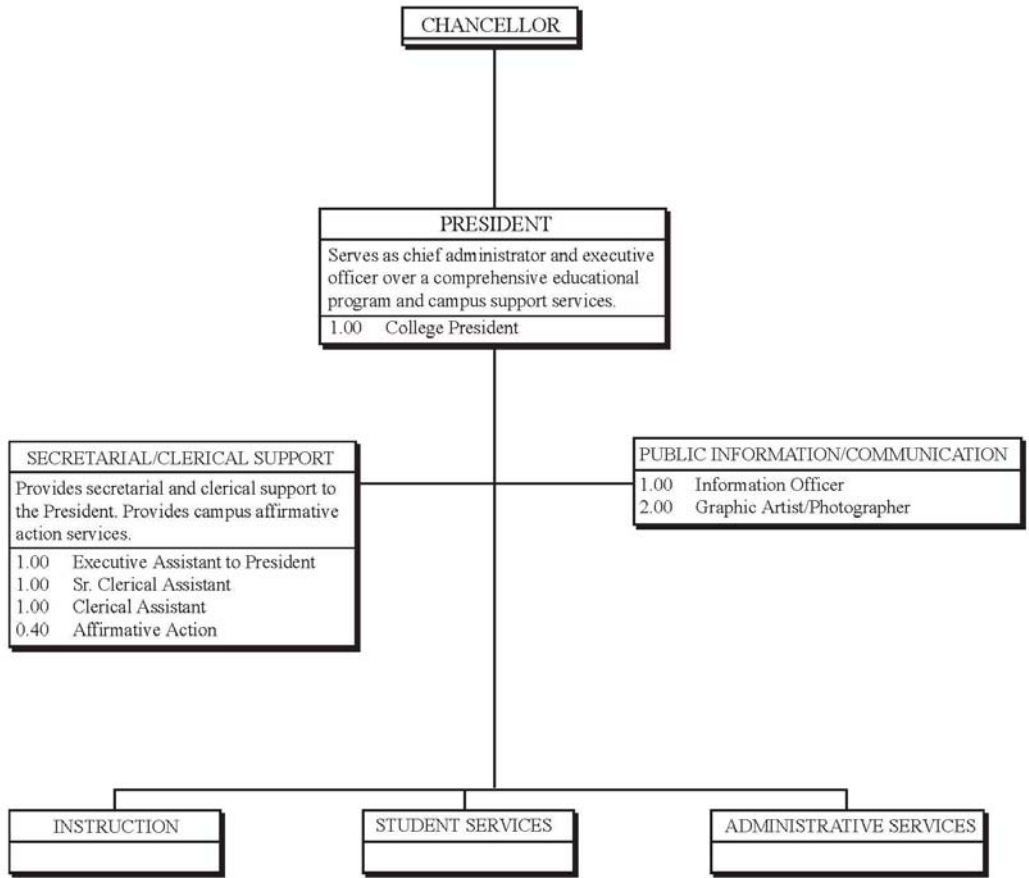 CHANCELLOR
PRESIDENT
Serves as chief administrator and executive
officer over a comprehensive educational
program and campus support services.
1.00 College President
SECRETARIAL/CLERICAL SUPPORT
Provides secretarial and clerical support to
the President. Provides campus affirmative
action services.
1.00 Executive Assistant to President
1.00 Sr. Clerical Assistant
1.00 Clerical Assistant
0.40 Affirmative Action
PUBLIC INFORMATION/COMMUNICATION
1.00 Information Officer
2.00 Graphic Artist/Photographer
INSTRUCTION
STUDENT SERVICES
ADMINISTRATIVE SERVICES